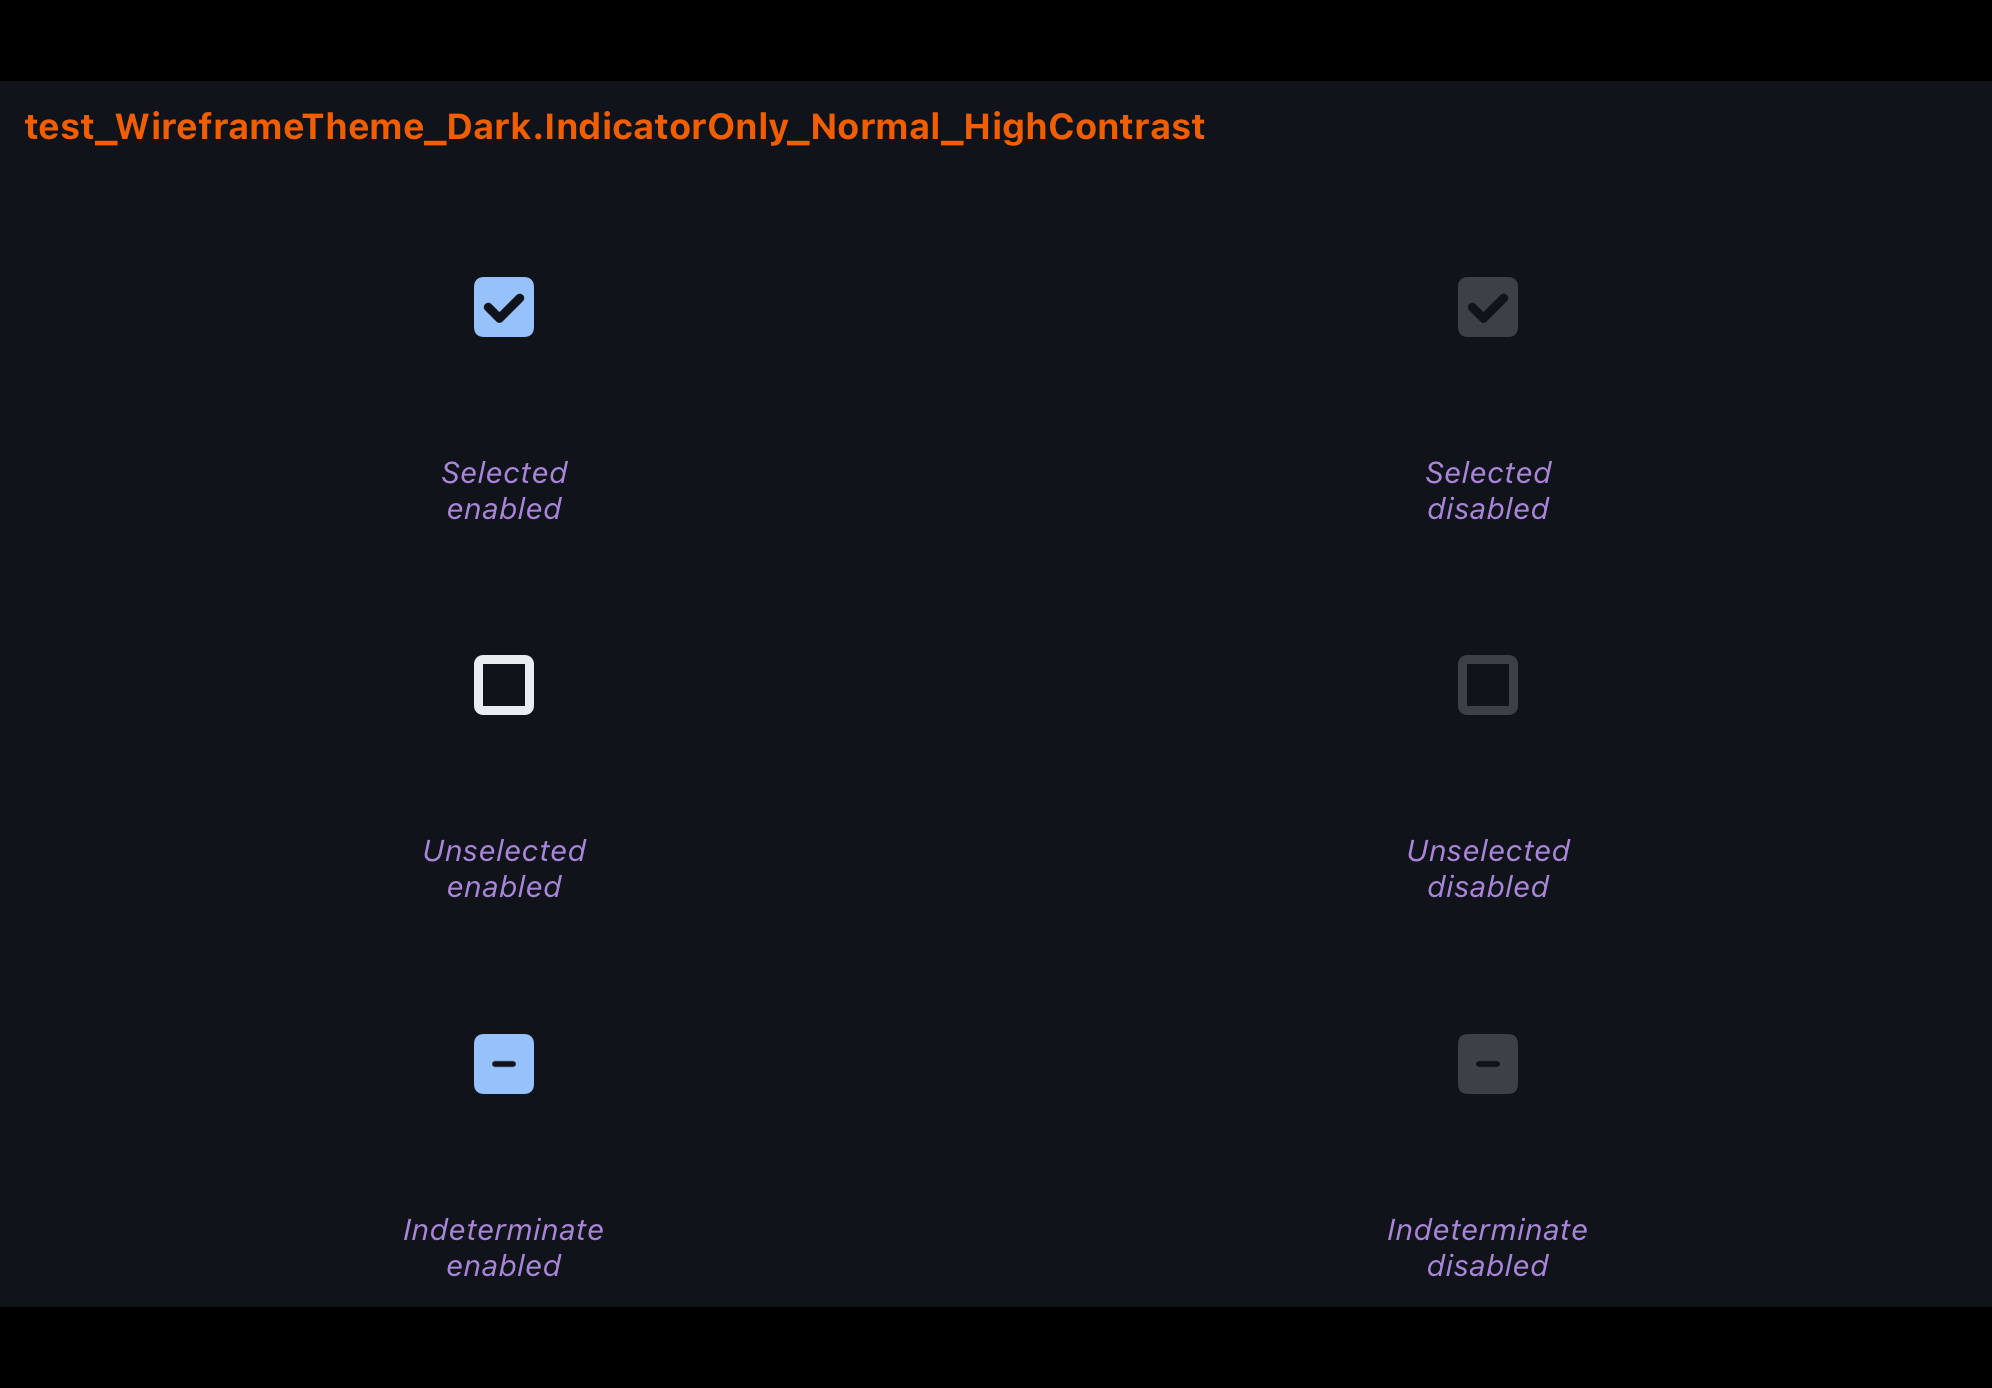 test_WireframeTheme_Dark.IndicatorOnly_Normal_HighContrast
Selected
enabled
Selected
disabled
Unselected
enabled
Unselected
disabled
Indeterminate
enabled
Indeterminate
disabled